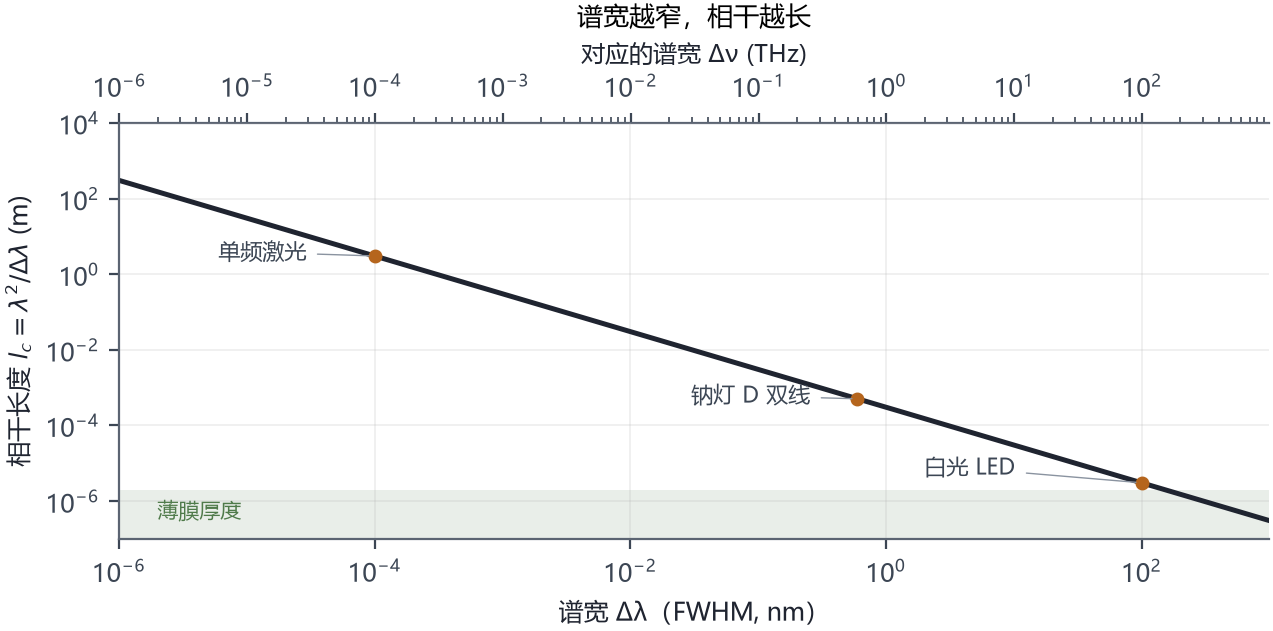 谱宽越窄，相干越长
对应的谱宽 Δν (THz)
10⁻⁶ 10⁻⁵ 10⁻⁴ 10⁻³ 10⁻² 10⁻¹ 10⁰ 10¹ 10²
10⁴
10²
10⁰
10⁻²
10⁻⁴
10⁻⁶
相干长度 l_c = λ²/Δλ (m)
单频激光
钠灯 D 双线
白光 LED
薄膜厚度
10⁻⁶ 10⁻⁴ 10⁻² 10⁰ 10²
谱宽 Δλ（FWHM, nm）